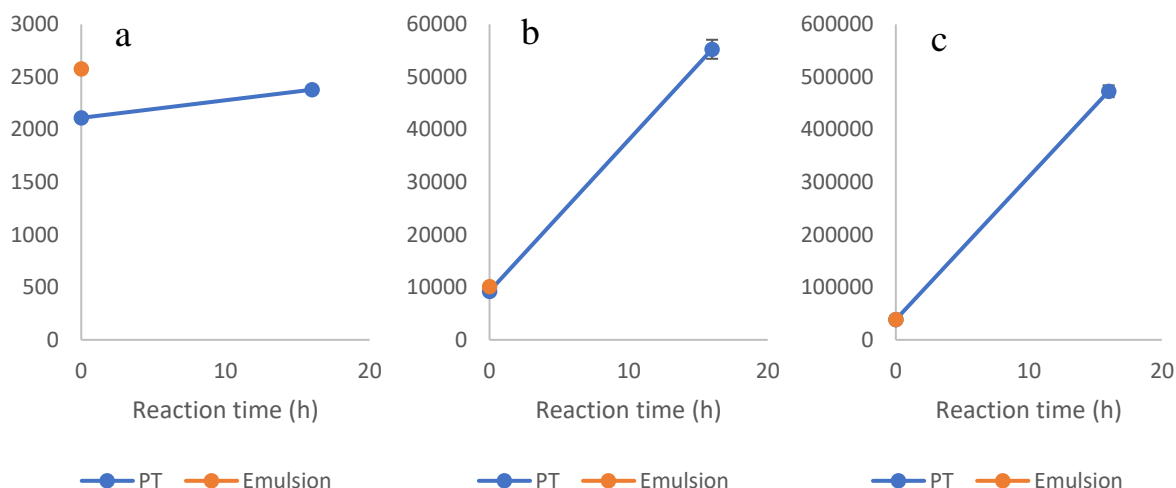 a
3000
2500
2000
1500
1000
500
0
0 10 20
Reaction time (h)
PT Emulsion
b
60000
50000
40000
30000
20000
10000
0
0 10 20
Reaction time (h)
PT Emulsion
c
600000
500000
400000
300000
200000
100000
0
0 10 20
Reaction time (h)
PT Emulsion